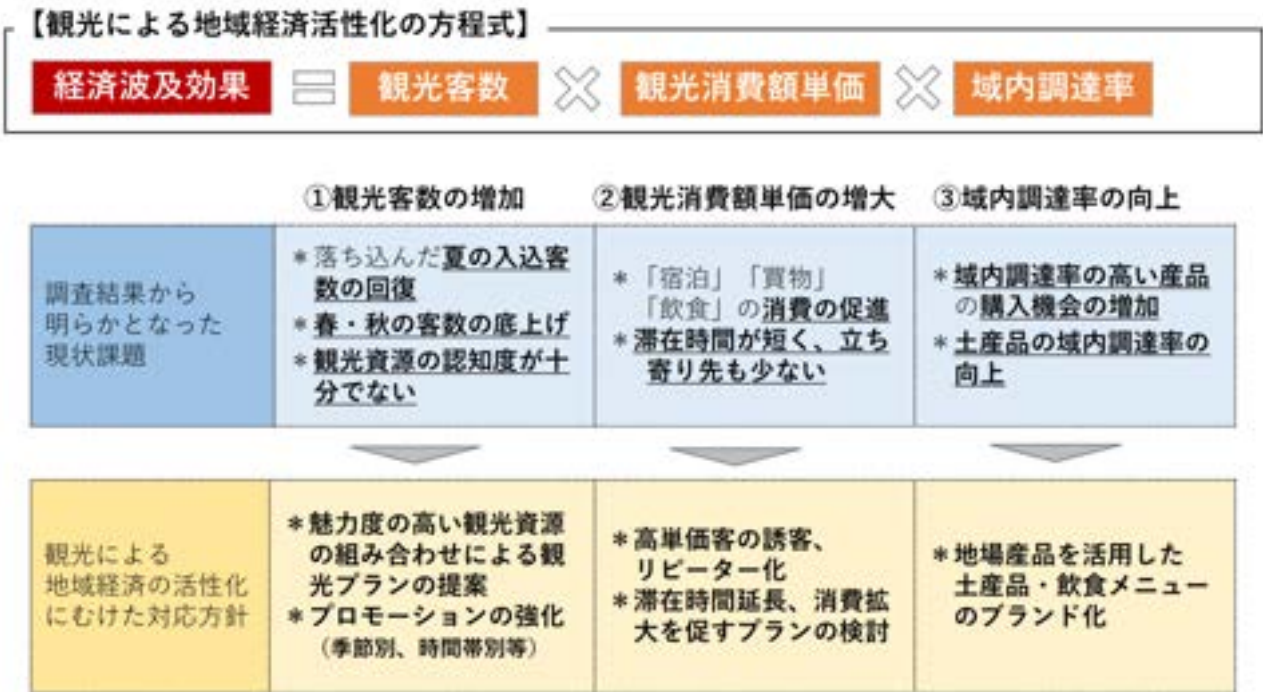 【観光による地域経済活性化の方程式】
経済波及効果 = 観光客数 × 観光消費額単価 × 域内調達率
①観光客数の増加
②観光消費額単価の増大
③域内調達率の向上
調査結果から
明らかとなった
現状課題
*落ち込んだ夏の入込客
数の回復
*春・秋の客数の底上げ
*観光資源の認知度が十
分でない
*「宿泊」「買物」
「飲食」の消費の促進
*滞在時間が短く、立ち
寄り先も少ない
*域内調達率の高い産品
の購入機会の増加
*土産品の域内調達率の
向上
観光による
地域経済の活性化
にむけた対応方針
*魅力度の高い観光資源
の組み合わせによる観
光プランの提案
*プロモーションの強化
（季節別、時間帯別等）
*高単価客の誘客、
リピーター化
*滞在時間延長、消費拡
大を促すプランの検討
*地場産品を活用した
土産品・飲食メニュー
のブランド化